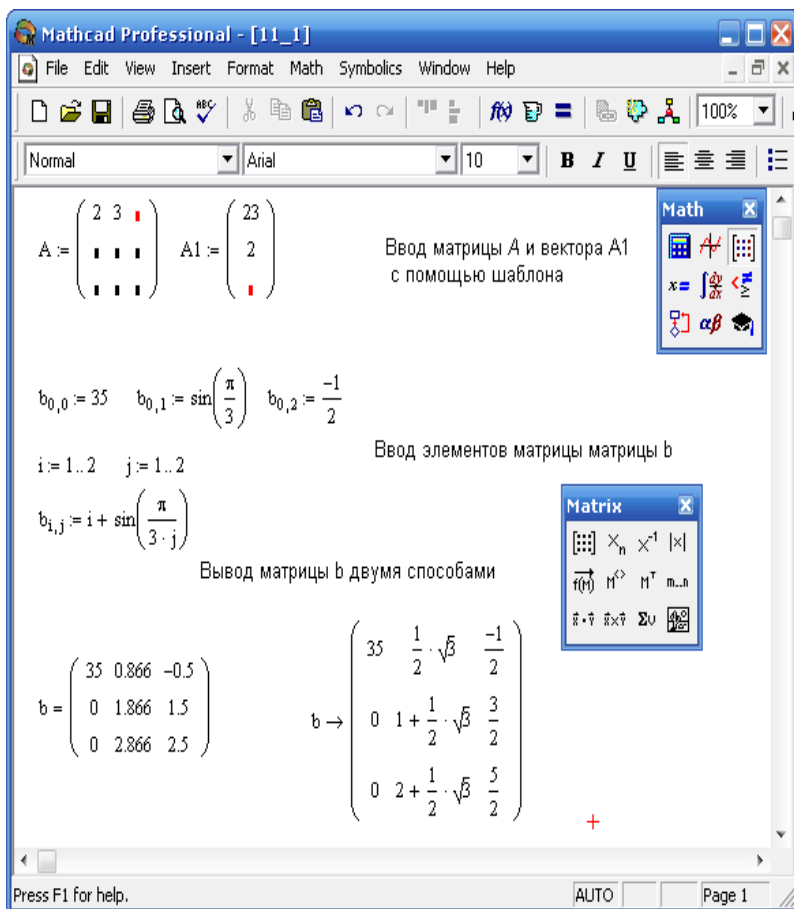 Mathcad Professional - [11_1]
File Edit View Insert Format Math Symbolics Window Help
100%
Normal Arial 10 B I U
A := ( 2 3 ▪ ; ▪ ▪ ▪ ; ▪ ▪ ▪ ) A1 := ( 23 ; 2 ; ▪ )
Ввод матрицы A и вектора A1
с помощью шаблона
Math
b0,0 := 35 b0,1 := sin(π/3) b0,2 := -1/2
i := 1..2 j := 1..2
Ввод элементов матрицы матрицы b
bi,j := i + sin(π/(3 · j))
Matrix
Вывод матрицы b двумя способами
b = ( 35 0.866 -0.5
0 1.866 1.5
0 2.866 2.5 )
b → ( 35 1/2 · √3 -1/2
0 1 + 1/2 · √3 3/2
0 2 + 1/2 · √3 5/2 )
Press F1 for help. AUTO Page 1